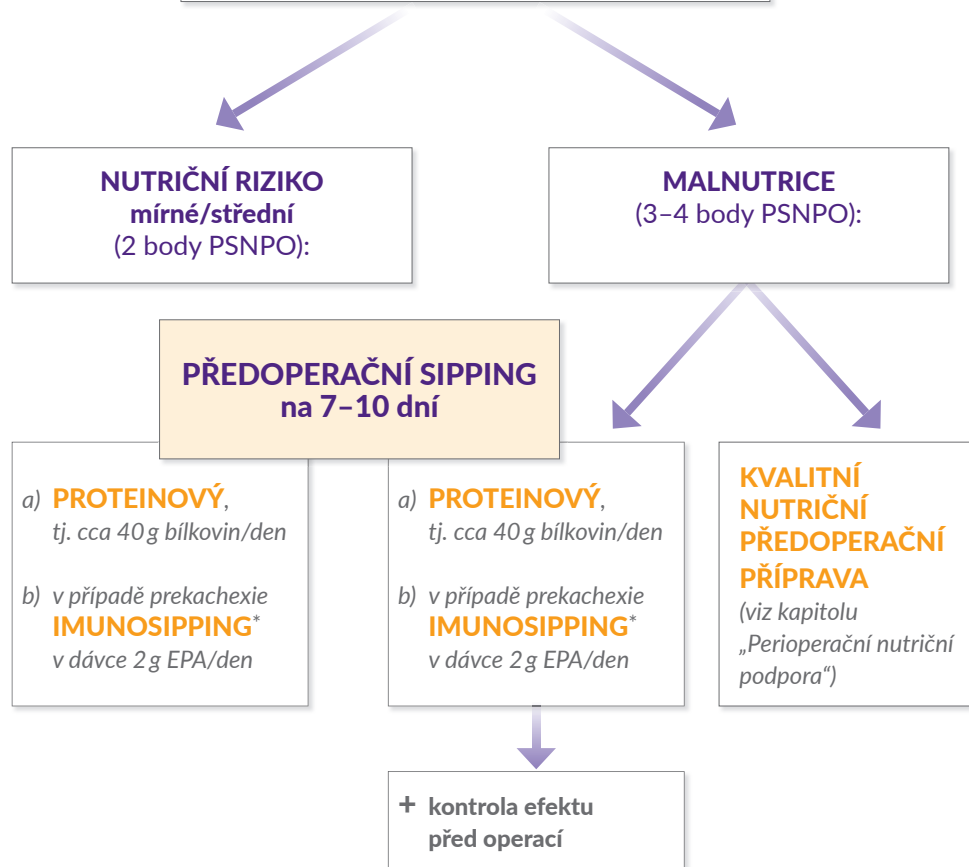 NUTRIČNÍ RIZIKO
mírné/střední
(2 body PSNPO):
MALNUTRICE
(3–4 body PSNPO):
PŘEDOPERAČNÍ SIPPING
na 7–10 dní
a) PROTEINOVÝ,
tj. cca 40 g bílkovin/den
b) v případě prekachexie
IMUNOSIPPING*
v dávce 2 g EPA/den
a) PROTEINOVÝ,
tj. cca 40 g bílkovin/den
b) v případě prekachexie
IMUNOSIPPING*
v dávce 2 g EPA/den
KVALITNÍ
NUTRIČNÍ
PŘEDOPERAČNÍ
PŘÍPRAVA
(viz kapitolu
„Perioperační nutriční
podpora“)
+ kontrola efektu
před operací